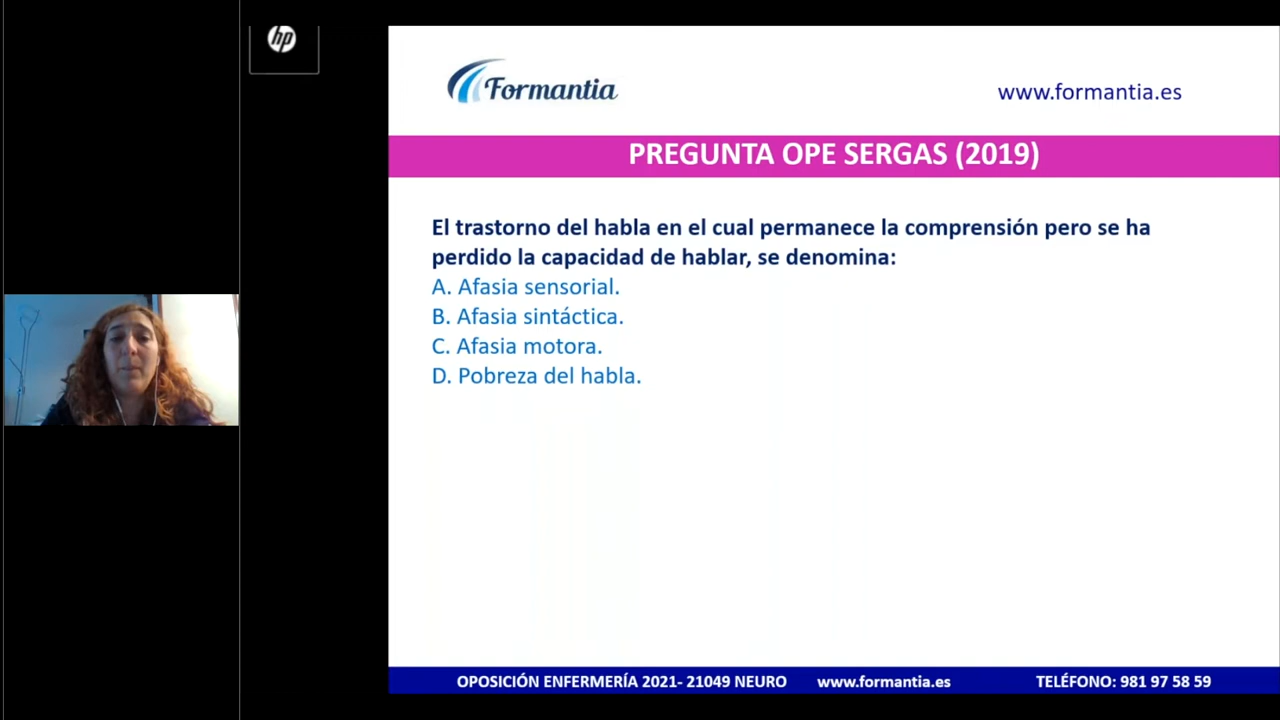 hp
Formantia
www.formantia.es
PREGUNTA OPE SERGAS (2019)
El trastorno del habla en el cual permanece la comprensión pero se ha
perdido la capacidad de hablar, se denomina:
A. Afasia sensorial.
B. Afasia sintáctica.
C. Afasia motora.
D. Pobreza del habla.
OPOSICIÓN ENFERMERÍA 2021- 21049 NEURO www.formantia.es TELÉFONO: 981 97 58 59